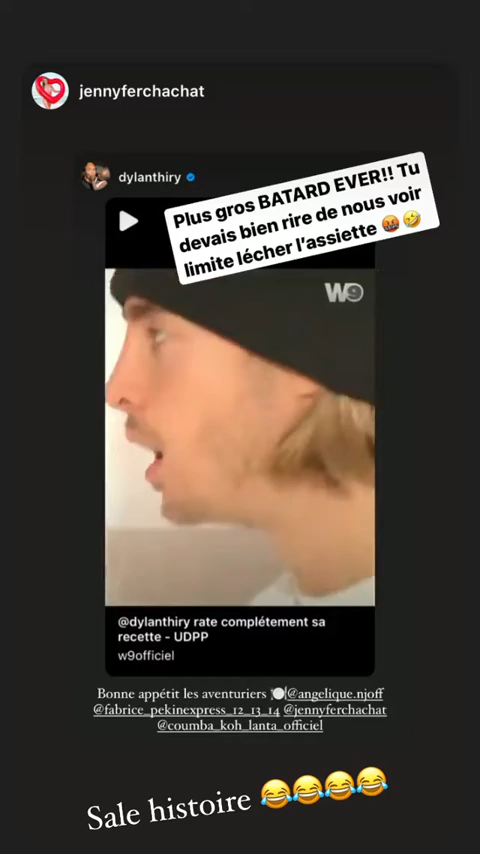 jennyferchachat
dylanthiry
Plus gros BATARD EVER!! Tu
devais bien rire de nous voir
limite lécher l'assiette 🤬🤣
W9
@dylanthiry rate complétement sa
recette - UDPP
w9officiel
Bonne appétit les aventuriers 🍽️@angelique.njoff
@fabrice_pekinexpress_12_13_14 @jennyferchachat
@coumba_koh_lanta_officiel
Sale histoire 😂😂😂😂